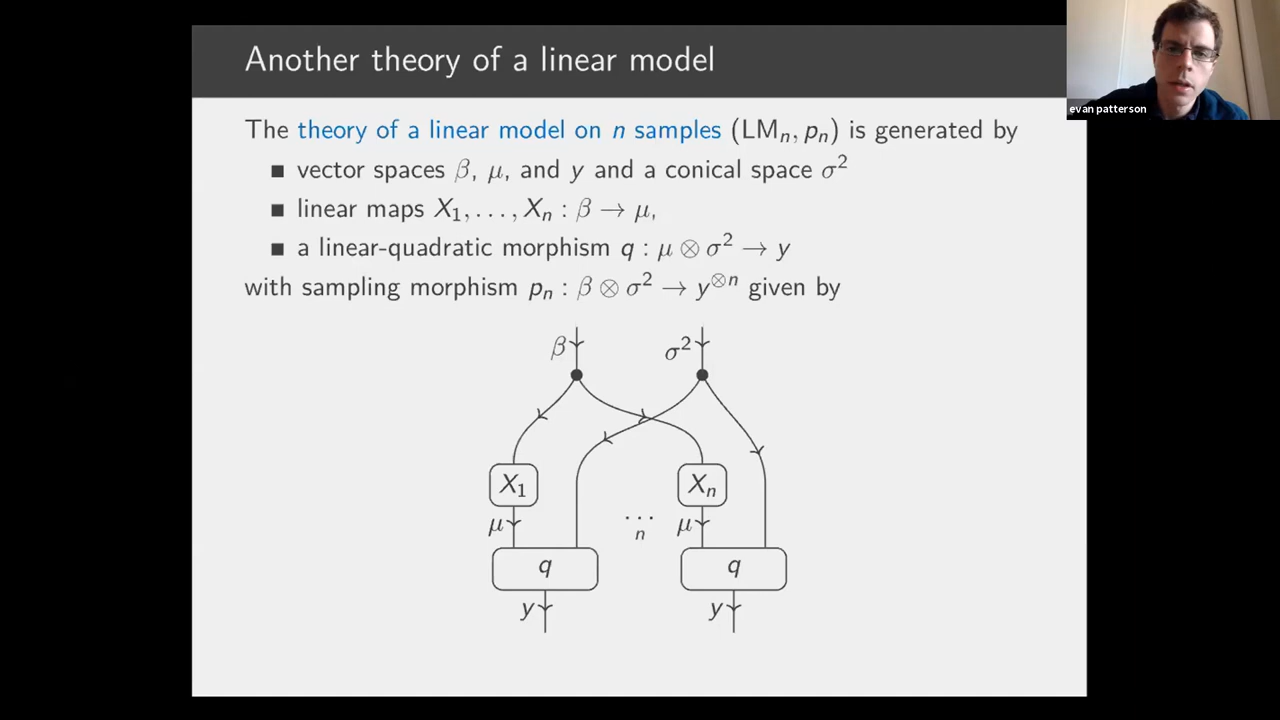 Another theory of a linear model
evan patterson
The theory of a linear model on n samples (LMₙ, pₙ) is generated by
■ vector spaces β, μ, and y and a conical space σ²
■ linear maps X₁, . . . , Xₙ : β → μ,
■ a linear-quadratic morphism q : μ ⊗ σ² → y
with sampling morphism pₙ : β ⊗ σ² → y^⊗n given by
β σ²
X₁ Xₙ
μ ··· μ
n
q q
y y